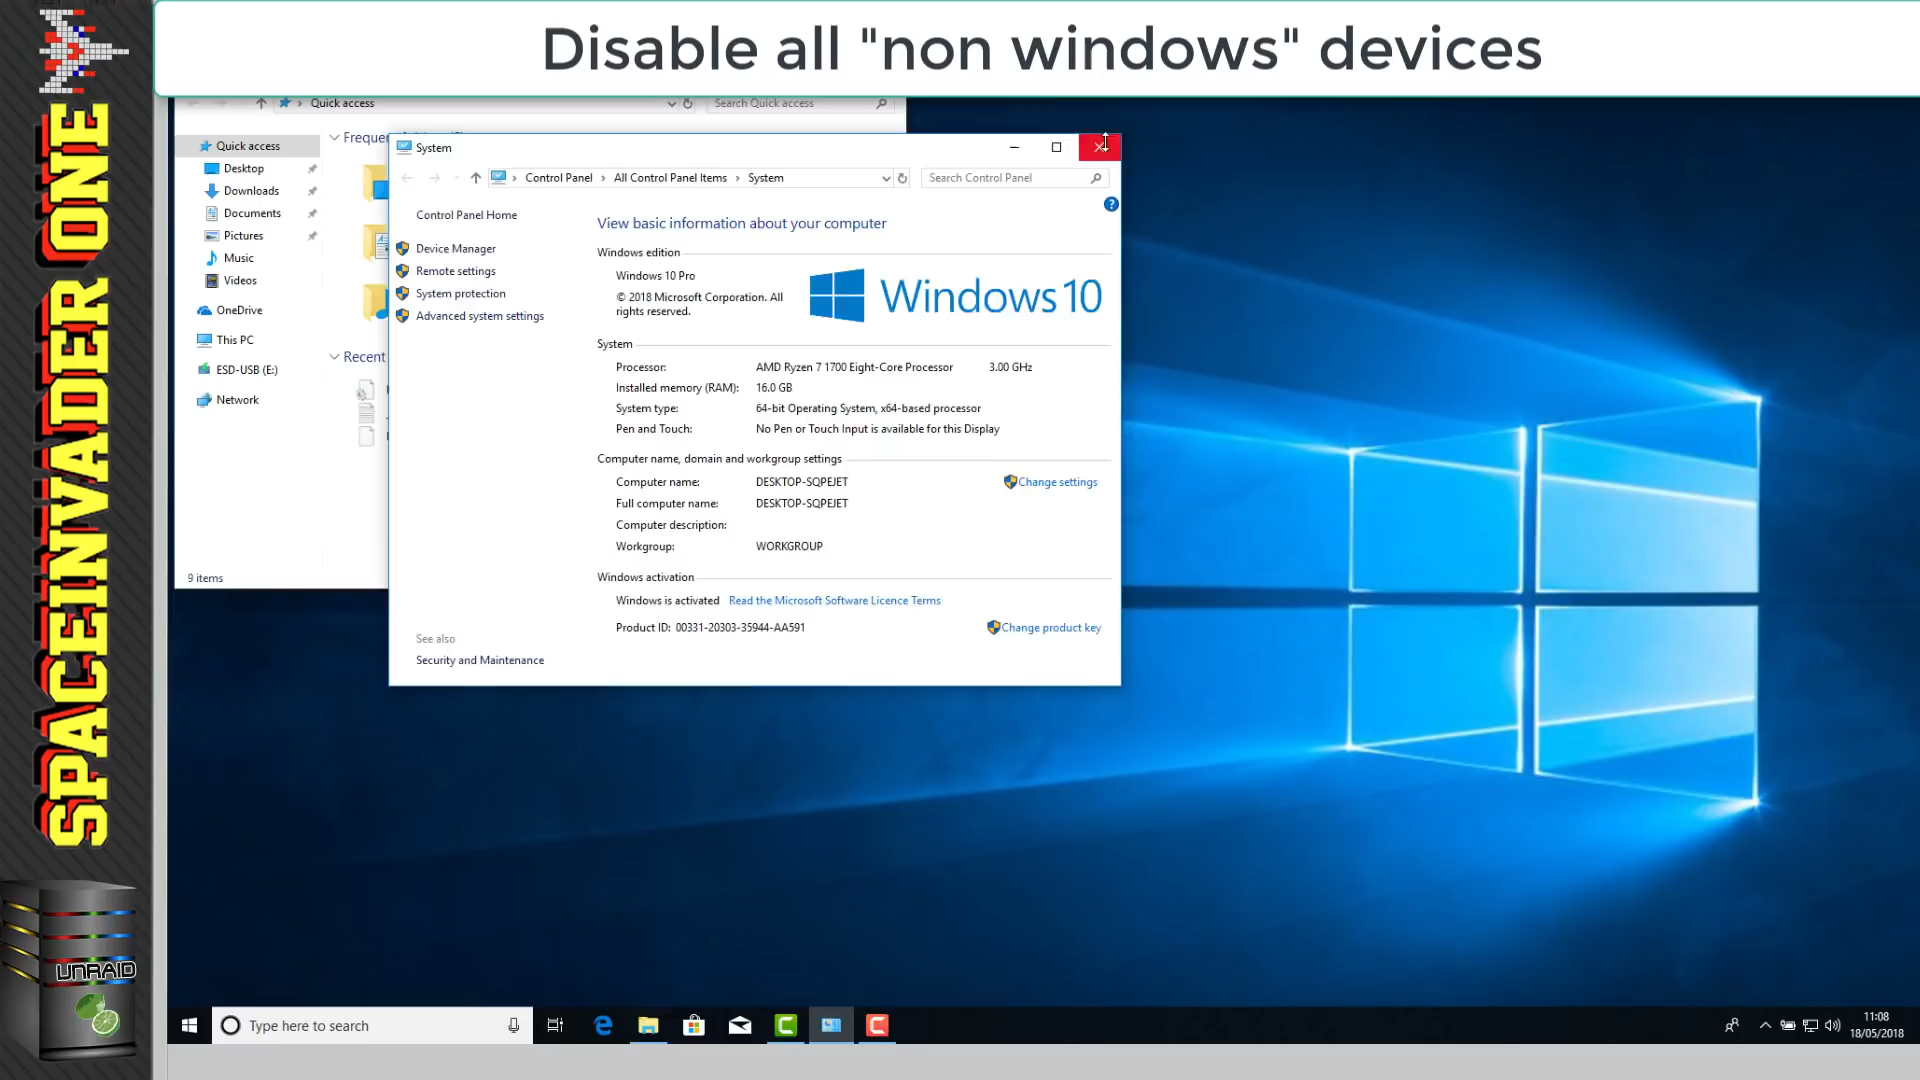 Disable all "non windows" devices
SPACEINVADER ONE
UNRAID
Quick access
Search Quick access
Quick access
Desktop
Downloads
Documents
Pictures
Music
Videos
OneDrive
This PC
ESD-USB (E:)
Network
9 items
Recent
System
Control Panel
All Control Panel Items
System
Search Control Panel
Control Panel Home
Device Manager
Remote settings
System protection
Advanced system settings
See also
Security and Maintenance
View basic information about your computer
Windows edition
Windows 10 Pro
© 2018 Microsoft Corporation. All
rights reserved.
Windows 10
System
Processor: AMD Ryzen 7 1700 Eight-Core Processor 3.00 GHz
Installed memory (RAM): 16.0 GB
System type: 64-bit Operating System, x64-based processor
Pen and Touch: No Pen or Touch Input is available for this Display
Computer name, domain and workgroup settings
Computer name: DESKTOP-SQPEJET
Change settings
Full computer name: DESKTOP-SQPEJET
Computer description:
Workgroup: WORKGROUP
Windows activation
Windows is activated Read the Microsoft Software Licence Terms
Product ID: 00331-20303-35944-AA591
Change product key
Type here to search
11:08
18/05/2018